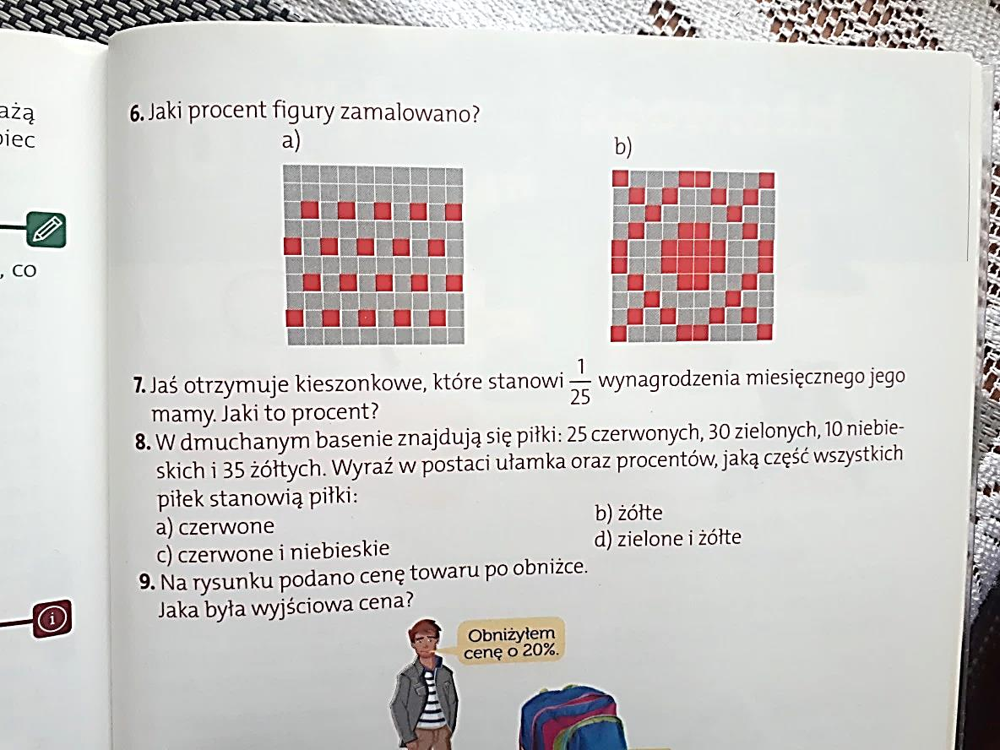 ażą
iec
, co
6. Jaki procent figury zamalowano?
a)
b)
7. Jaś otrzymuje kieszonkowe, które stanowi 1/25 wynagrodzenia miesięcznego jego
mamy. Jaki to procent?
8. W dmuchanym basenie znajdują się piłki: 25 czerwonych, 30 zielonych, 10 niebie-
skich i 35 żółtych. Wyraź w postaci ułamka oraz procentów, jaką część wszystkich
piłek stanowią piłki:
a) czerwone
b) żółte
c) czerwone i niebieskie
d) zielone i żółte
9. Na rysunku podano cenę towaru po obniżce.
Jaka była wyjściowa cena?
i
Obniżyłem
cenę o 20%.